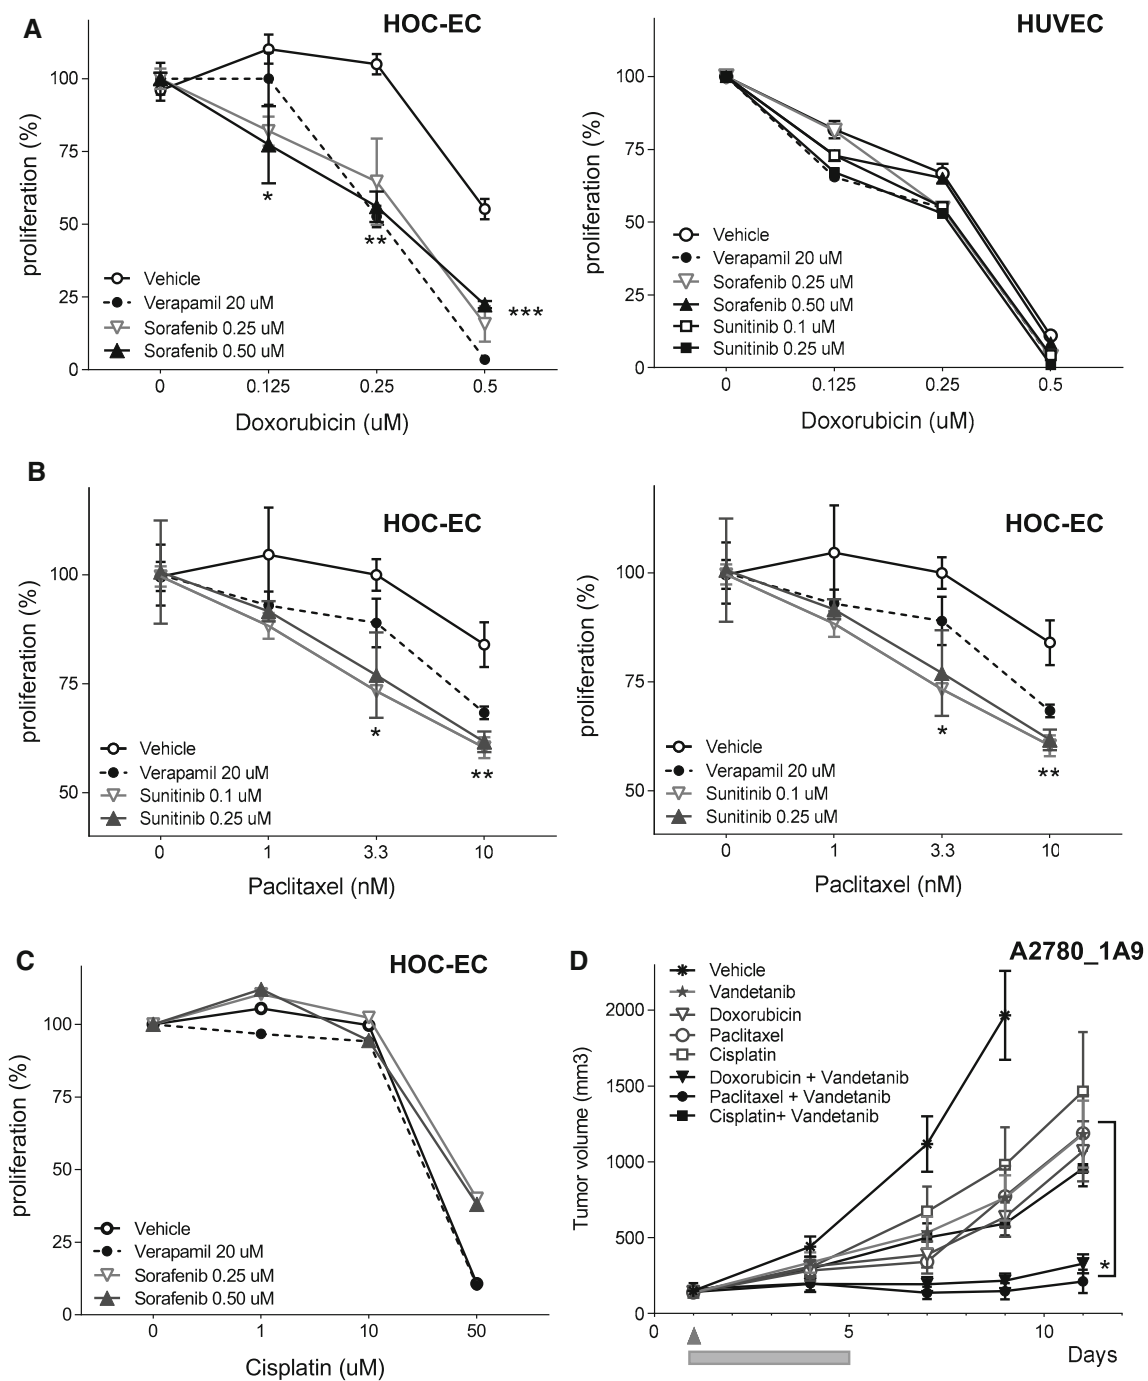 A
HOC-EC
proliferation (%)
100
75
50
25
0
Vehicle
Verapamil 20 uM
Sorafenib 0.25 uM
Sorafenib 0.50 uM
*
**
***
0 0.125 0.25 0.5
Doxorubicin (uM)
HUVEC
proliferation (%)
100
75
50
25
0
Vehicle
Verapamil 20 uM
Sorafenib 0.25 uM
Sorafenib 0.50 uM
Sunitinib 0.1 uM
Sunitinib 0.25 uM
0 0.125 0.25 0.5
Doxorubicin (uM)
B
HOC-EC
proliferation (%)
100
75
50
Vehicle
Verapamil 20 uM
Sunitinib 0.1 uM
Sunitinib 0.25 uM
*
**
0 1 3.3 10
Paclitaxel (nM)
HOC-EC
proliferation (%)
100
75
50
Vehicle
Verapamil 20 uM
Sunitinib 0.1 uM
Sunitinib 0.25 uM
*
**
0 1 3.3 10
Paclitaxel (nM)
C
HOC-EC
proliferation (%)
100
75
50
25
0
Vehicle
Verapamil 20 uM
Sorafenib 0.25 uM
Sorafenib 0.50 uM
0 1 10 50
Cisplatin (uM)
D
A2780_1A9
Tumor volume (mm3)
2000
1500
1000
500
0
Vehicle
Vandetanib
Doxorubicin
Paclitaxel
Cisplatin
Doxorubicin + Vandetanib
Paclitaxel + Vandetanib
Cisplatin+ Vandetanib
*
0 5 10
Days